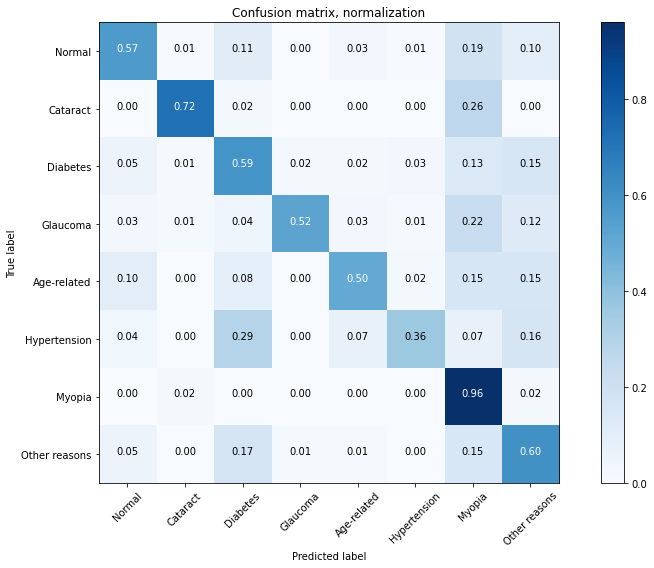 Confusion matrix, normalization
True label
Normal 0.57 0.01 0.11 0.00 0.03 0.01 0.19 0.10
Cataract 0.00 0.72 0.02 0.00 0.00 0.00 0.26 0.00
Diabetes 0.05 0.01 0.59 0.02 0.02 0.03 0.13 0.15
Glaucoma 0.03 0.01 0.04 0.52 0.03 0.01 0.22 0.12
Age-related 0.10 0.00 0.08 0.00 0.50 0.02 0.15 0.15
Hypertension 0.04 0.00 0.29 0.00 0.07 0.36 0.07 0.16
Myopia 0.00 0.02 0.00 0.00 0.00 0.00 0.96 0.02
Other reasons 0.05 0.00 0.17 0.01 0.01 0.00 0.15 0.60
Normal Cataract Diabetes Glaucoma Age-related Hypertension Myopia Other reasons
Predicted label
0.8
0.6
0.4
0.2
0.0